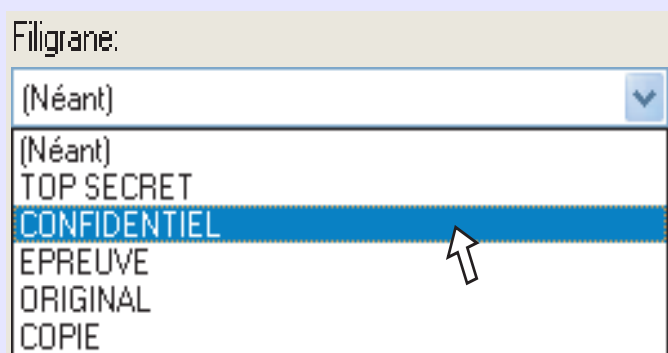 Filigrane:
(Néant)
(Néant)
TOP SECRET
CONFIDENTIEL
EPREUVE
ORIGINAL
COPIE